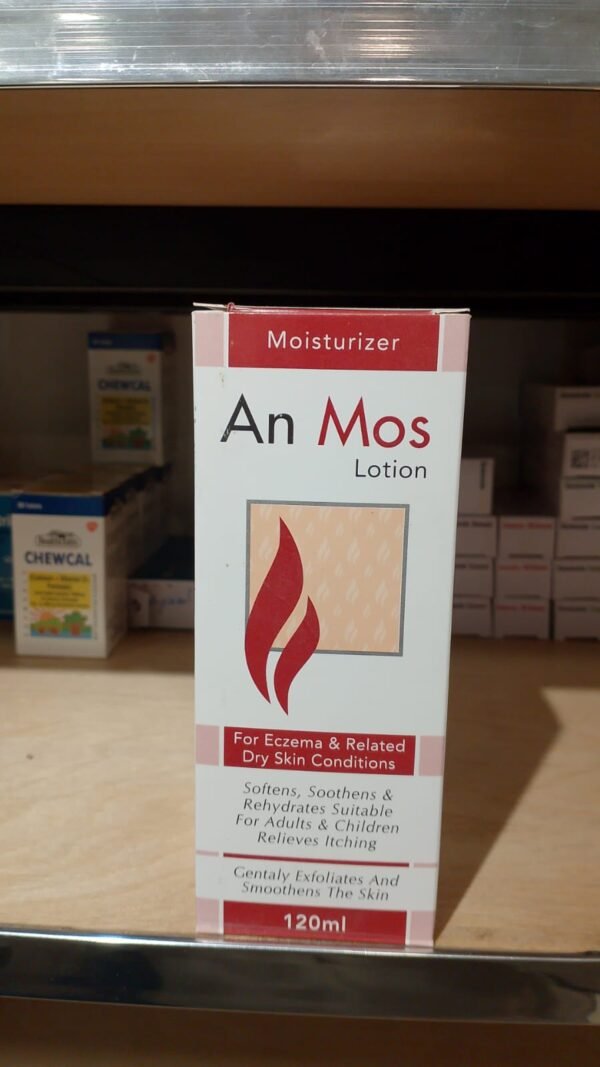 Moisturizer
An Mos
Lotion
For Eczema & Related
Dry Skin Conditions
Softens, Soothens &
Rehydrates Suitable
For Adults & Children
Relieves Itching
Gentaly Exfoliates And
Smoothens The Skin
120ml
CHEWCAL
CHEWCAL